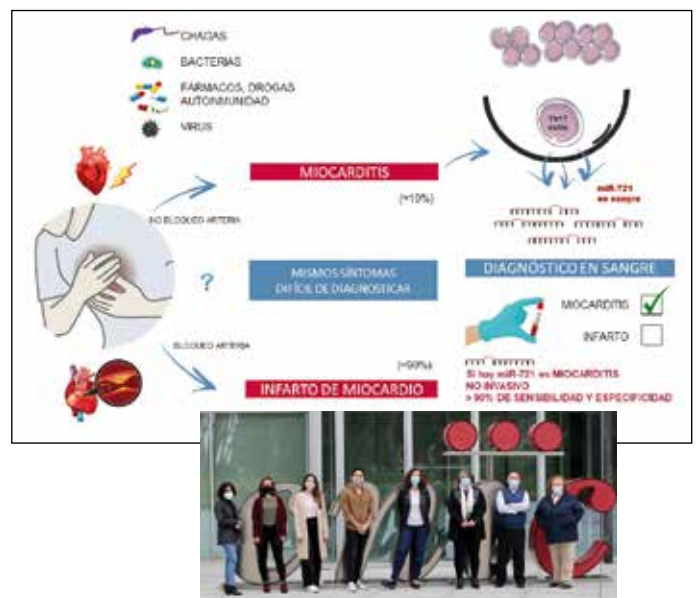 CHAGAS
BACTERIAS
FÁRMACOS, DROGAS
AUTOINMUNIDAD
VIRUS
MIOCARDITIS
(≈10%)
NO BLOQUEO ARTERIA
miR-721
en sangre
?
MISMOS SÍNTOMAS
DIFÍCIL DE DIAGNOSTICAR
DIAGNÓSTICO EN SANGRE
MIOCARDITIS
INFARTO
BLOQUEO ARTERIA
(≈90%)
INFARTO DE MIOCARDIO
Si hay miR-721 es MIOCARDITIS
NO INVASIVO
> 90% DE SENSIBILIDAD Y ESPECIFICIDAD
cnic